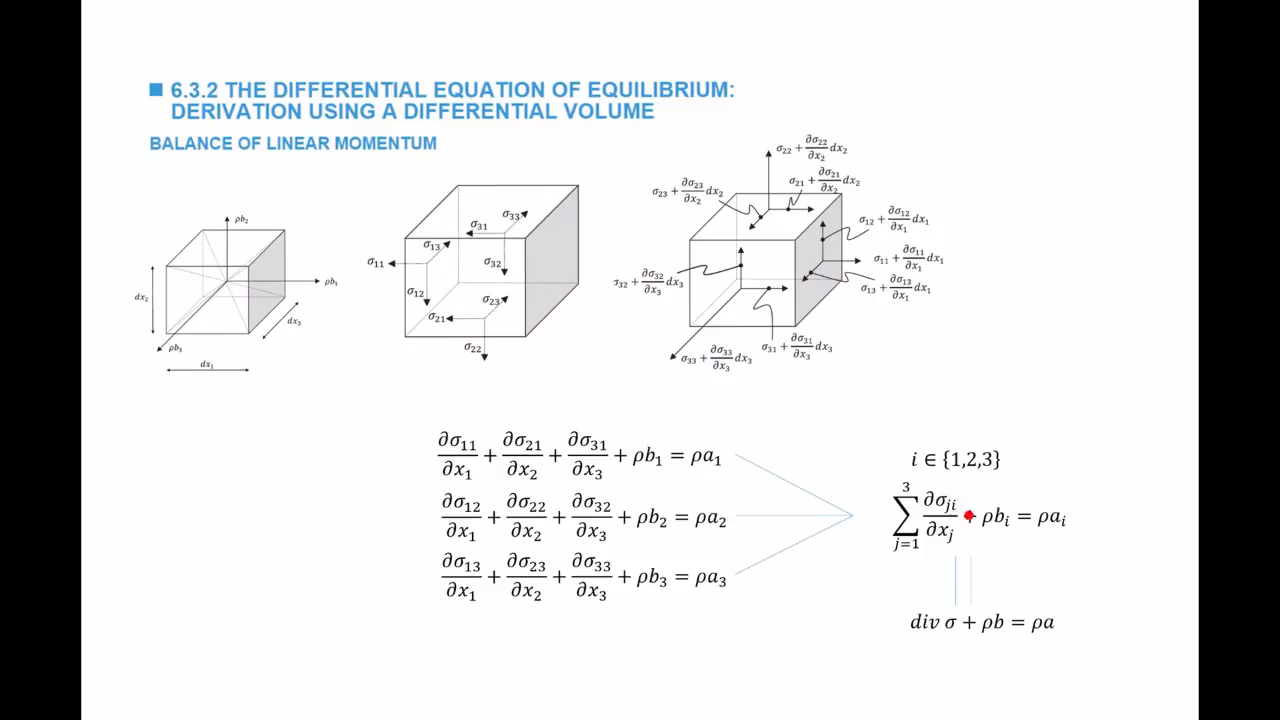 6.3.2 THE DIFFERENTIAL EQUATION OF EQUILIBRIUM:
DERIVATION USING A DIFFERENTIAL VOLUME
BALANCE OF LINEAR MOMENTUM
ρb₂
ρb₁
ρb₃
dx₂
dx₃
dx₁
σ₃₃
σ₃₁
σ₁₃
σ₁₁
σ₃₂
σ₁₂
σ₂₃
σ₂₁
σ₂₂
σ₂₂ + ∂σ₂₂/∂x₂ dx₂
σ₂₁ + ∂σ₂₁/∂x₂ dx₂
σ₂₃ + ∂σ₂₃/∂x₂ dx₂
σ₁₂ + ∂σ₁₂/∂x₁ dx₁
σ₁₁ + ∂σ₁₁/∂x₁ dx₁
σ₁₃ + ∂σ₁₃/∂x₁ dx₁
σ₃₂ + ∂σ₃₂/∂x₃ dx₃
σ₃₁ + ∂σ₃₁/∂x₃ dx₃
σ₃₃ + ∂σ₃₃/∂x₃ dx₃
∂σ₁₁/∂x₁ + ∂σ₂₁/∂x₂ + ∂σ₃₁/∂x₃ + ρb₁ = ρa₁
∂σ₁₂/∂x₁ + ∂σ₂₂/∂x₂ + ∂σ₃₂/∂x₃ + ρb₂ = ρa₂
∂σ₁₃/∂x₁ + ∂σ₂₃/∂x₂ + ∂σ₃₃/∂x₃ + ρb₃ = ρa₃
i ∈ {1,2,3}
∑_{j=1}^{3} ∂σ_{ji}/∂x_j + ρb_i = ρa_i
div σ + ρb = ρa